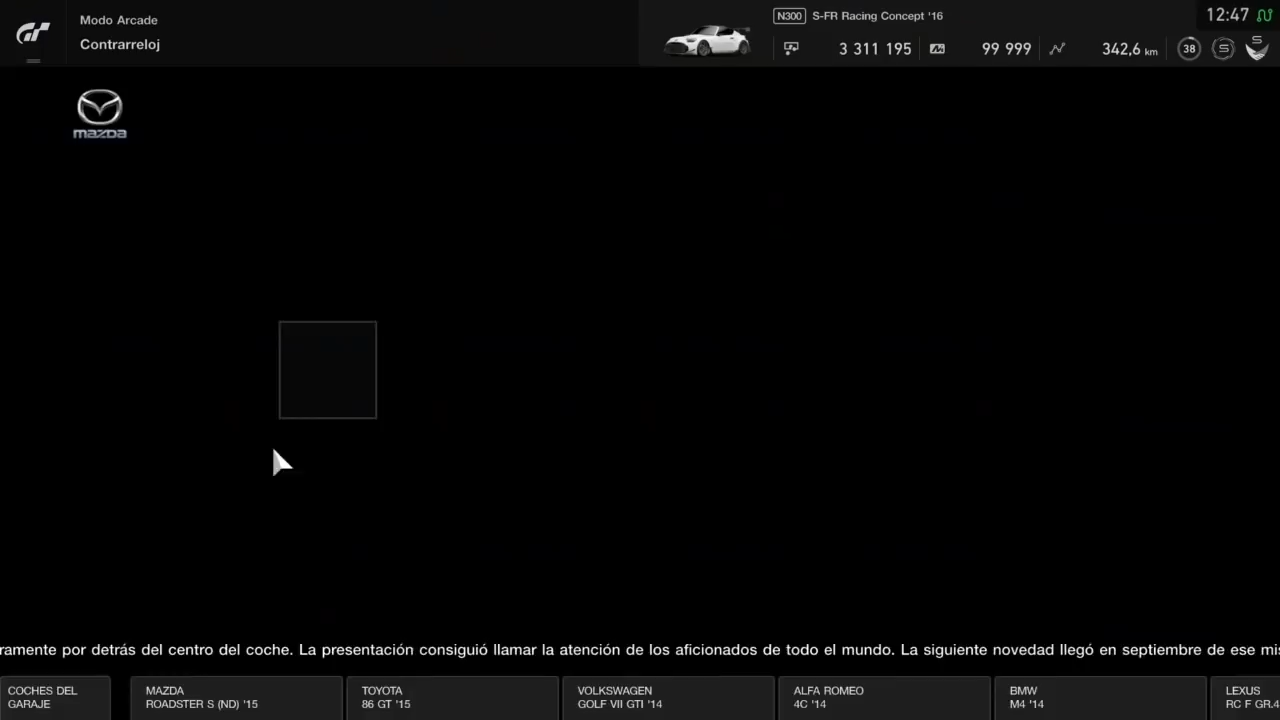 Modo Arcade
Contrarreloj
N300 S-FR Racing Concept '16
12:47
3 311 195
99 999
342,6 km
38
S
S
mazda
ramente por detrás del centro del coche. La presentación consiguió llamar la atención de los aficionados de todo el mundo. La siguiente novedad llegó en septiembre de ese mis
COCHES DEL
GARAJE
MAZDA
ROADSTER S (ND) '15
TOYOTA
86 GT '15
VOLKSWAGEN
GOLF VII GTI '14
ALFA ROMEO
4C '14
BMW
M4 '14
LEXUS
RC F GR.4